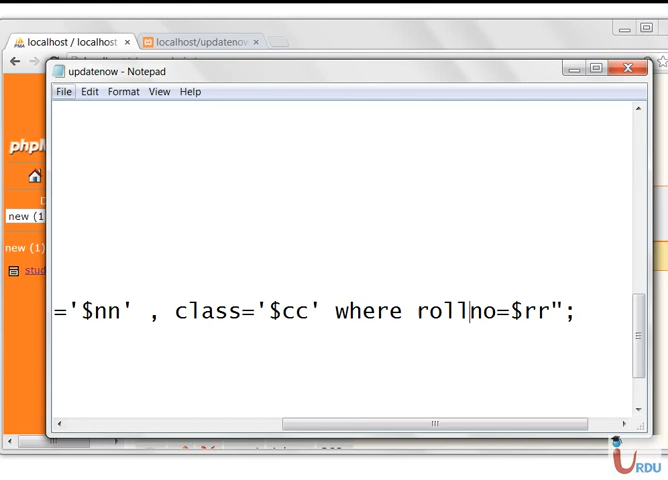 localhost / localhost
localhost/updatenow
updatenow - Notepad
File Edit Format View Help
new (1)
new (1)
='$nn' , class='$cc' where rollno=$rr";
URDU